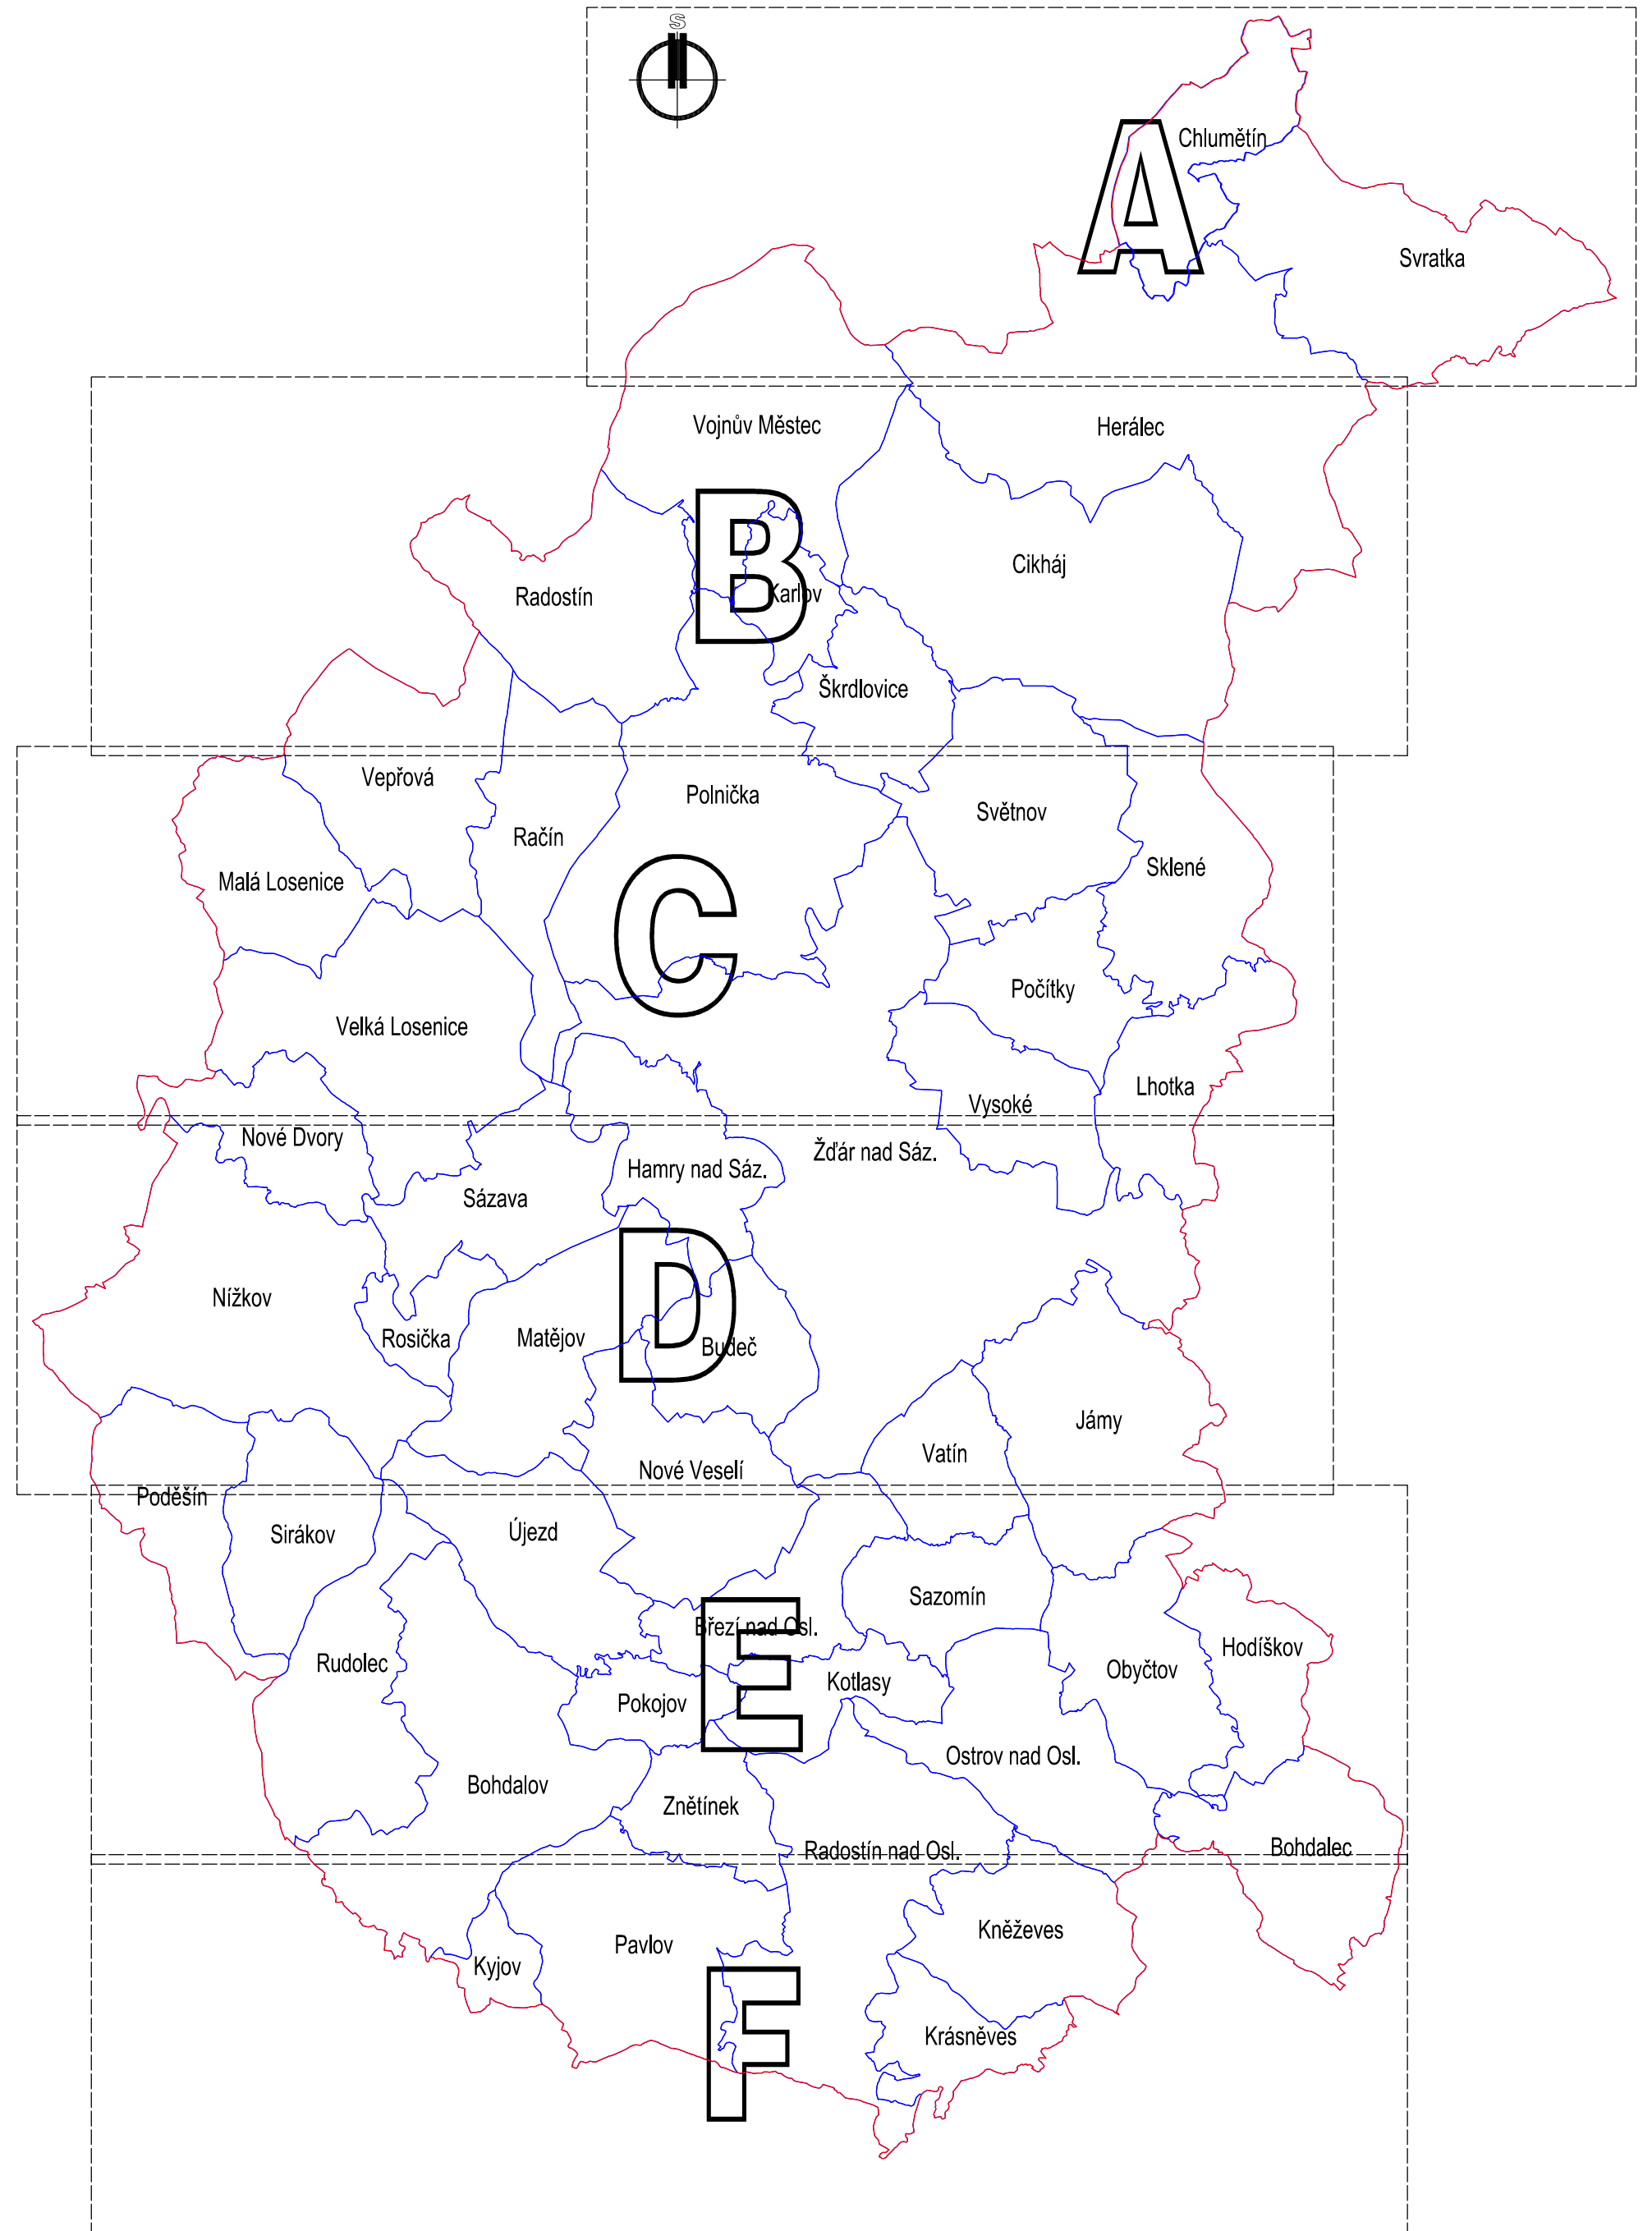 S
A
Chlumětín
Svratka
Vojnův Městec
Herálec
B
Cikháj
Karlov
Radostín
Škrdlovice
Vepřová
Polnička
Světnov
Račín
Sklené
Malá Losenice
C
Počítky
Velká Losenice
Lhotka
Vysoké
Nové Dvory
Žďár nad Sáz.
Hamry nad Sáz.
Sázava
D
Nížkov
Rosička
Matějov
Budeč
Jámy
Vatín
Nové Veselí
Poděšín
Sirákov
Újezd
Sazomín
Březí nad Osl.
E
Hodíškov
Rudolec
Obyčtov
Kotlasy
Pokojov
Ostrov nad Osl.
Bohdalov
Znětínek
Radostín nad Osl.
Bohdalec
Kněževes
Pavlov
Kyjov
F
Krásněves